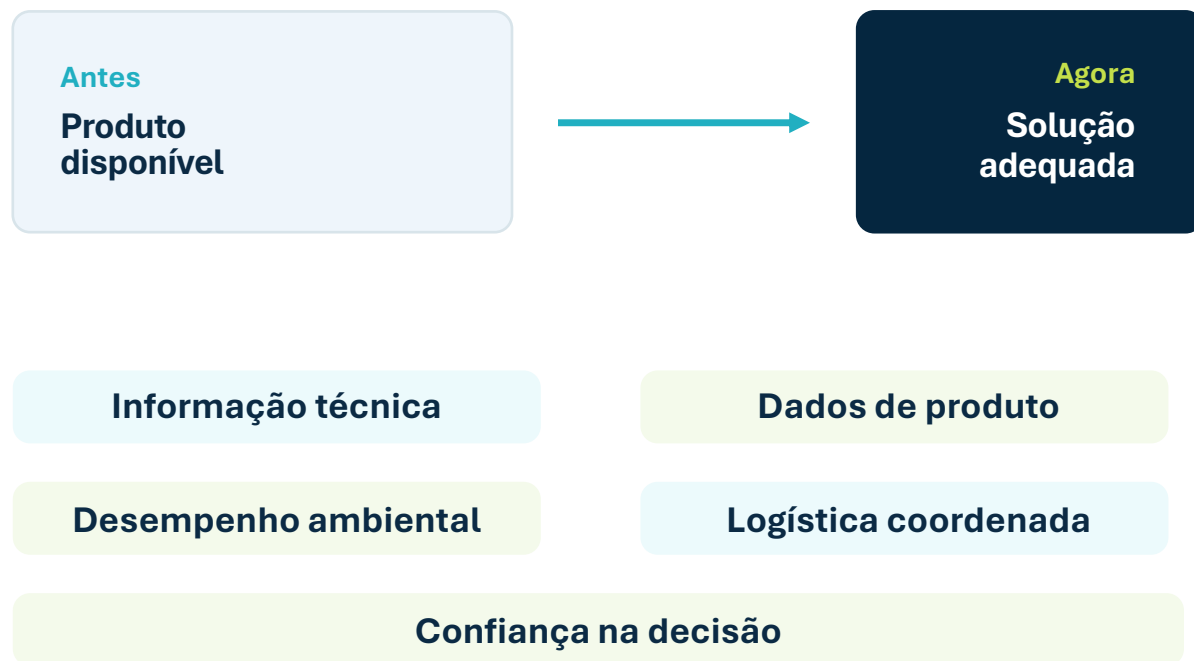 Antes
Produto
disponível
Agora
Solução
adequada
Informação técnica
Dados de produto
Desempenho ambiental
Logística coordenada
Confiança na decisão